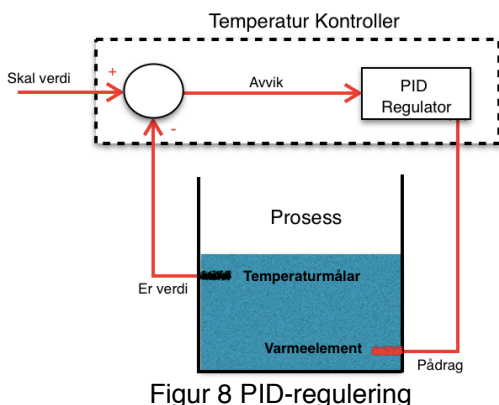 Temperatur Kontroller
Skal verdi
+
Avvik
PID
Regulator
-
Prosess
Temperaturmålar
Er verdi
Varmeelement
Pådrag
Figur 8 PID-regulering